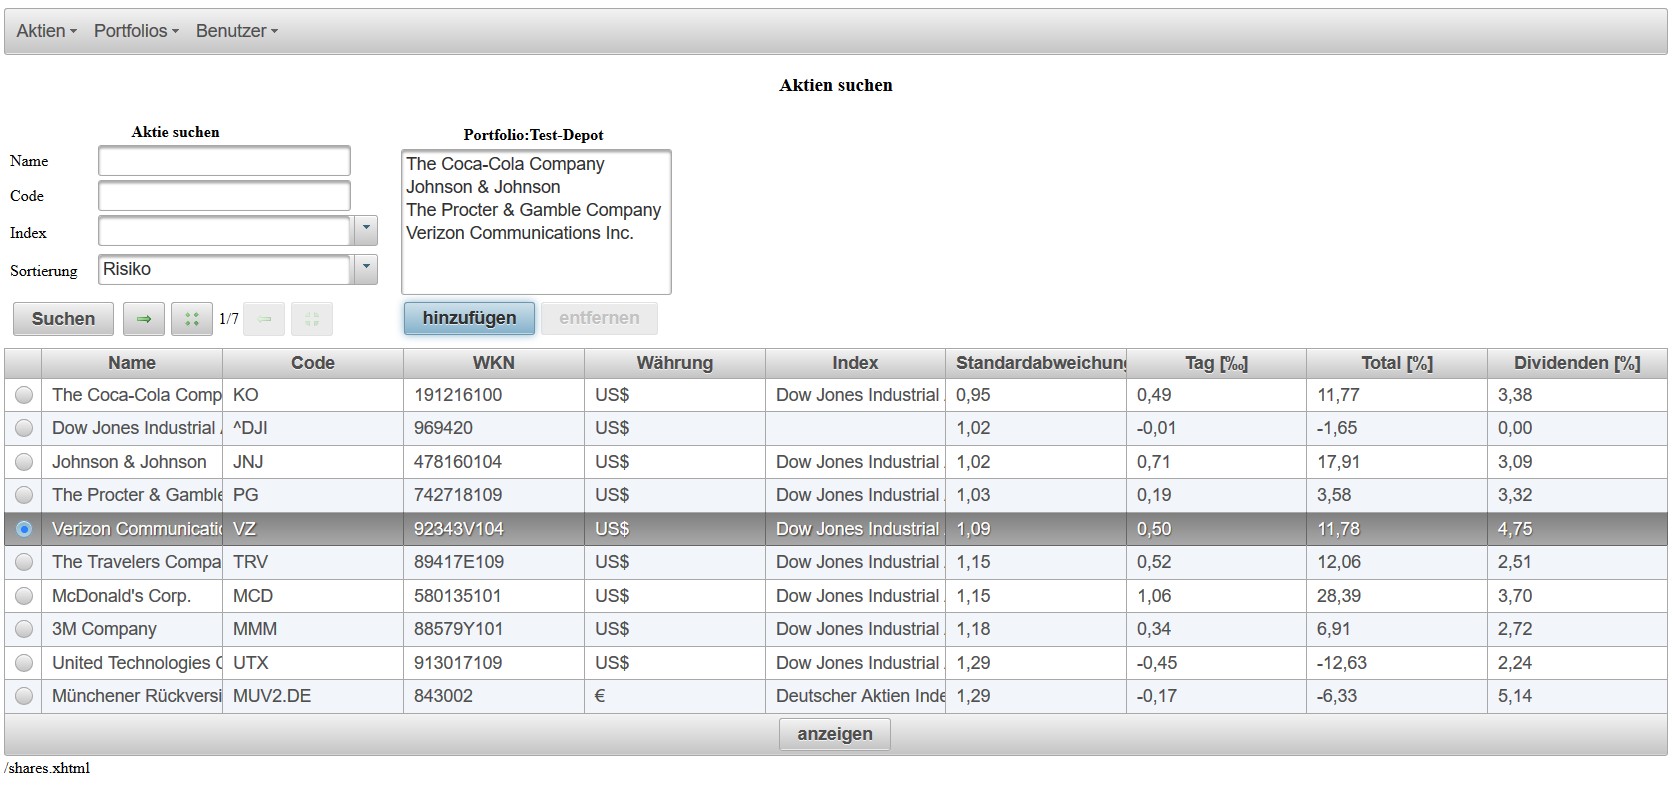 Aktien Portfolios Benutzer
Aktien suchen
Aktie suchen
Name
Code
Index
Sortierung Risiko
Portfolio:Test-Depot
The Coca-Cola Company
Johnson & Johnson
The Procter & Gamble Company
Verizon Communications Inc.
Suchen 1/7 hinzufügen entfernen
Name Code WKN Währung Index Standardabweichung Tag [‰] Total [%] Dividenden [%]
The Coca-Cola Comp KO 191216100 US$ Dow Jones Industrial 0,95 0,49 11,77 3,38
Dow Jones Industrial ^DJI 969420 US$ 1,02 -0,01 -1,65 0,00
Johnson & Johnson JNJ 478160104 US$ Dow Jones Industrial 1,02 0,71 17,91 3,09
The Procter & Gamble PG 742718109 US$ Dow Jones Industrial 1,03 0,19 3,58 3,32
Verizon Communicatio VZ 92343V104 US$ Dow Jones Industrial 1,09 0,50 11,78 4,75
The Travelers Compa TRV 89417E109 US$ Dow Jones Industrial 1,15 0,52 12,06 2,51
McDonald's Corp. MCD 580135101 US$ Dow Jones Industrial 1,15 1,06 28,39 3,70
3M Company MMM 88579Y101 US$ Dow Jones Industrial 1,18 0,34 6,91 2,72
United Technologies UTX 913017109 US$ Dow Jones Industrial 1,29 -0,45 -12,63 2,24
Münchener Rückversi MUV2.DE 843002 € Deutscher Aktien Inde 1,29 -0,17 -6,33 5,14
anzeigen
/shares.xhtml